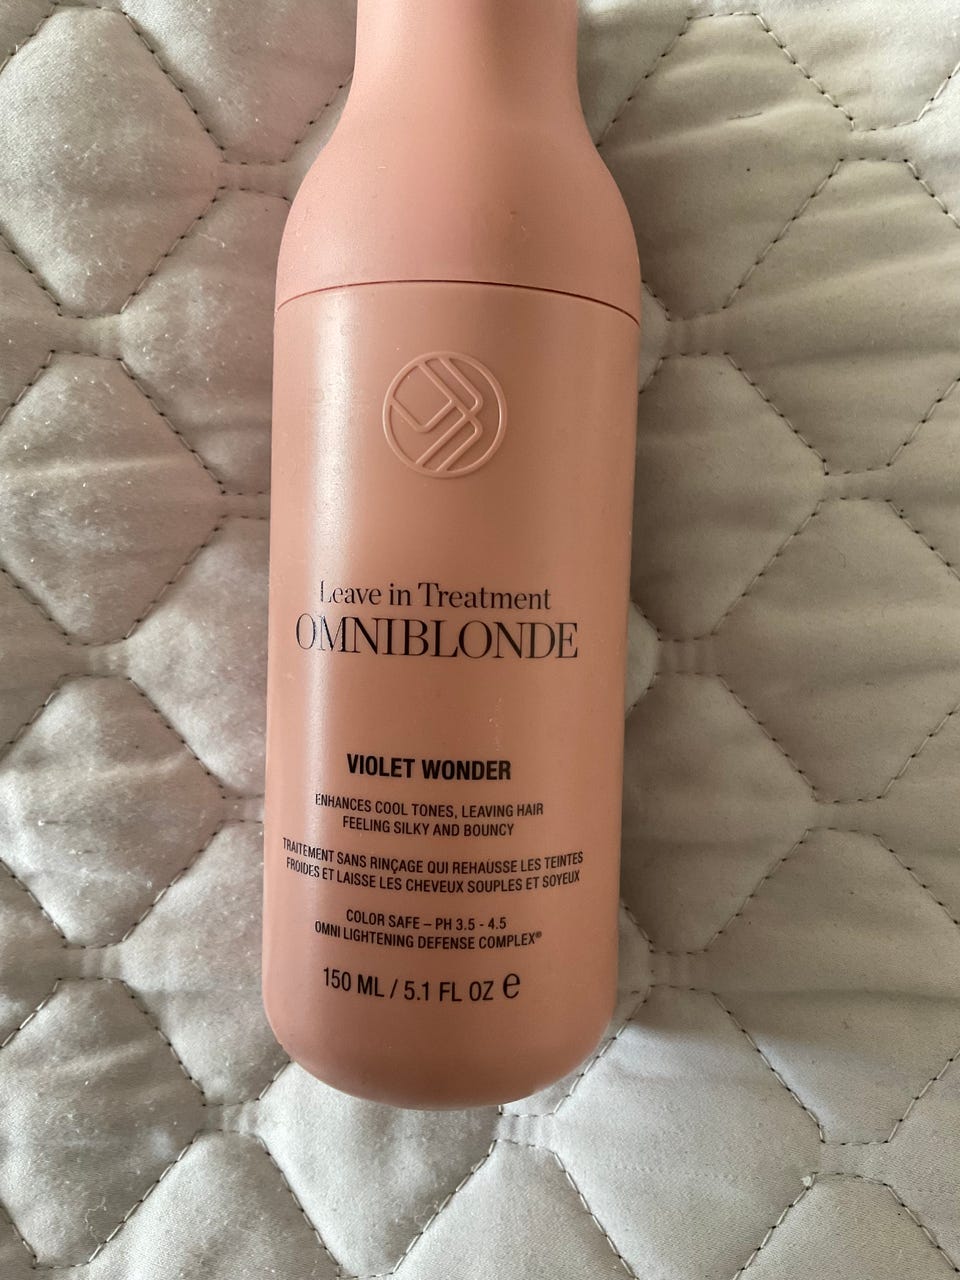 Leave in Treatment
OMNIBLONDE
VIOLET WONDER
ENHANCES COOL TONES, LEAVING HAIR
FEELING SILKY AND BOUNCY
TRAITEMENT SANS RINÇAGE QUI REHAUSSE LES TEINTES
FROIDES ET LAISSE LES CHEVEUX SOUPLES ET SOYEUX
COLOR SAFE – PH 3.5 - 4.5
OMNI LIGHTENING DEFENSE COMPLEX®
150 ML / 5.1 FL OZ e